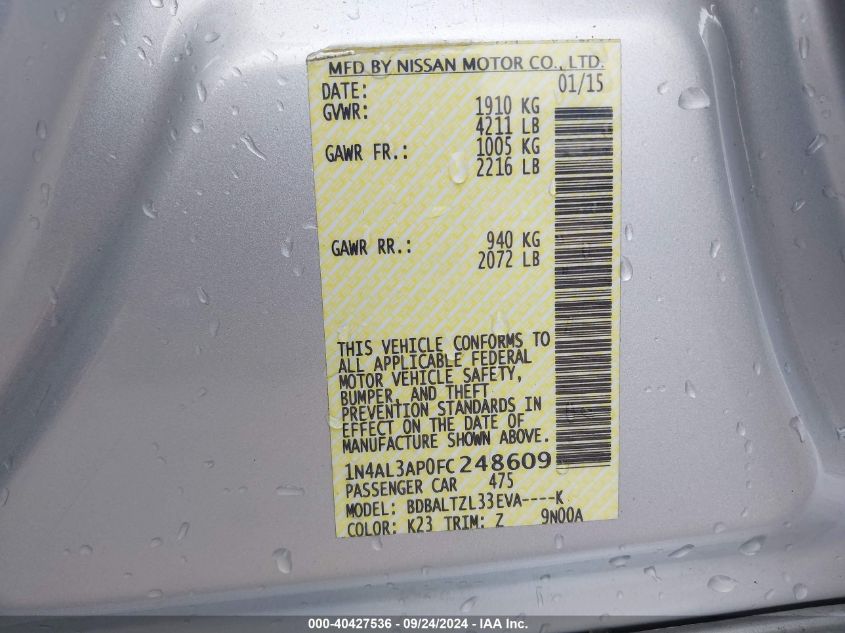 MFD BY NISSAN MOTOR CO., LTD.
DATE: 01/15
GVWR: 1910 KG
4211 LB
GAWR FR.: 1005 KG
2216 LB
GAWR RR.: 940 KG
2072 LB
THIS VEHICLE CONFORMS TO
ALL APPLICABLE FEDERAL
MOTOR VEHICLE SAFETY,
BUMPER, AND THEFT
PREVENTION STANDARDS IN
EFFECT ON THE DATE OF
MANUFACTURE SHOWN ABOVE.
1N4AL3AP0FC248609
PASSENGER CAR 475
MODEL: BDBALTZL33EVA----K
COLOR: K23 TRIM: Z 9N00A
000-40427536 - 09/24/2024 - IAA Inc.